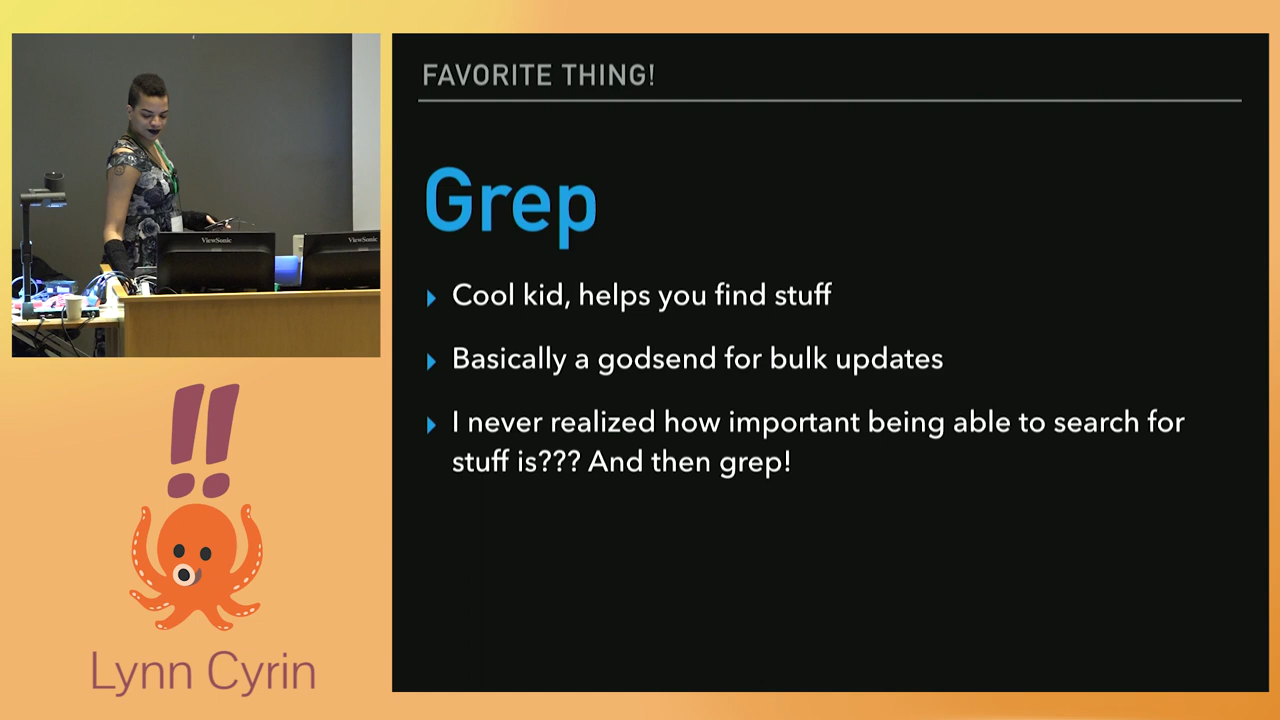 FAVORITE THING!
Grep
Cool kid, helps you find stuff
Basically a godsend for bulk updates
I never realized how important being able to search for
stuff is??? And then grep!
ViewSonic
ViewSonic
!!
Lynn Cyrin